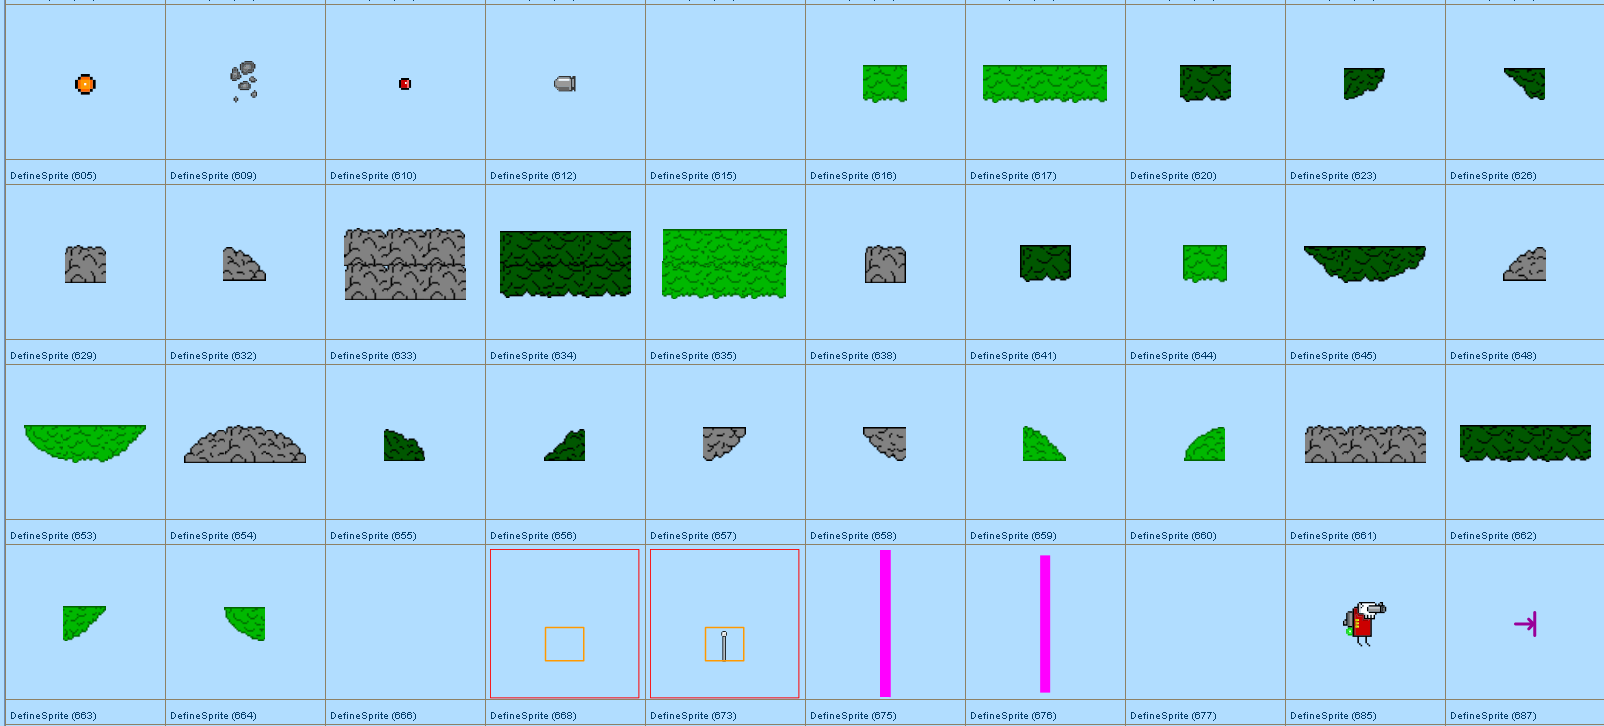 DefineSprite (605) DefineSprite (609) DefineSprite (610) DefineSprite (612) DefineSprite (615) DefineSprite (616) DefineSprite (617) DefineSprite (620) DefineSprite (623) DefineSprite (626)
DefineSprite (629) DefineSprite (632) DefineSprite (633) DefineSprite (634) DefineSprite (635) DefineSprite (638) DefineSprite (641) DefineSprite (644) DefineSprite (645) DefineSprite (648)
DefineSprite (653) DefineSprite (654) DefineSprite (655) DefineSprite (656) DefineSprite (657) DefineSprite (658) DefineSprite (659) DefineSprite (660) DefineSprite (661) DefineSprite (662)
DefineSprite (663) DefineSprite (664) DefineSprite (666) DefineSprite (668) DefineSprite (673) DefineSprite (675) DefineSprite (676) DefineSprite (677) DefineSprite (685) DefineSprite (687)